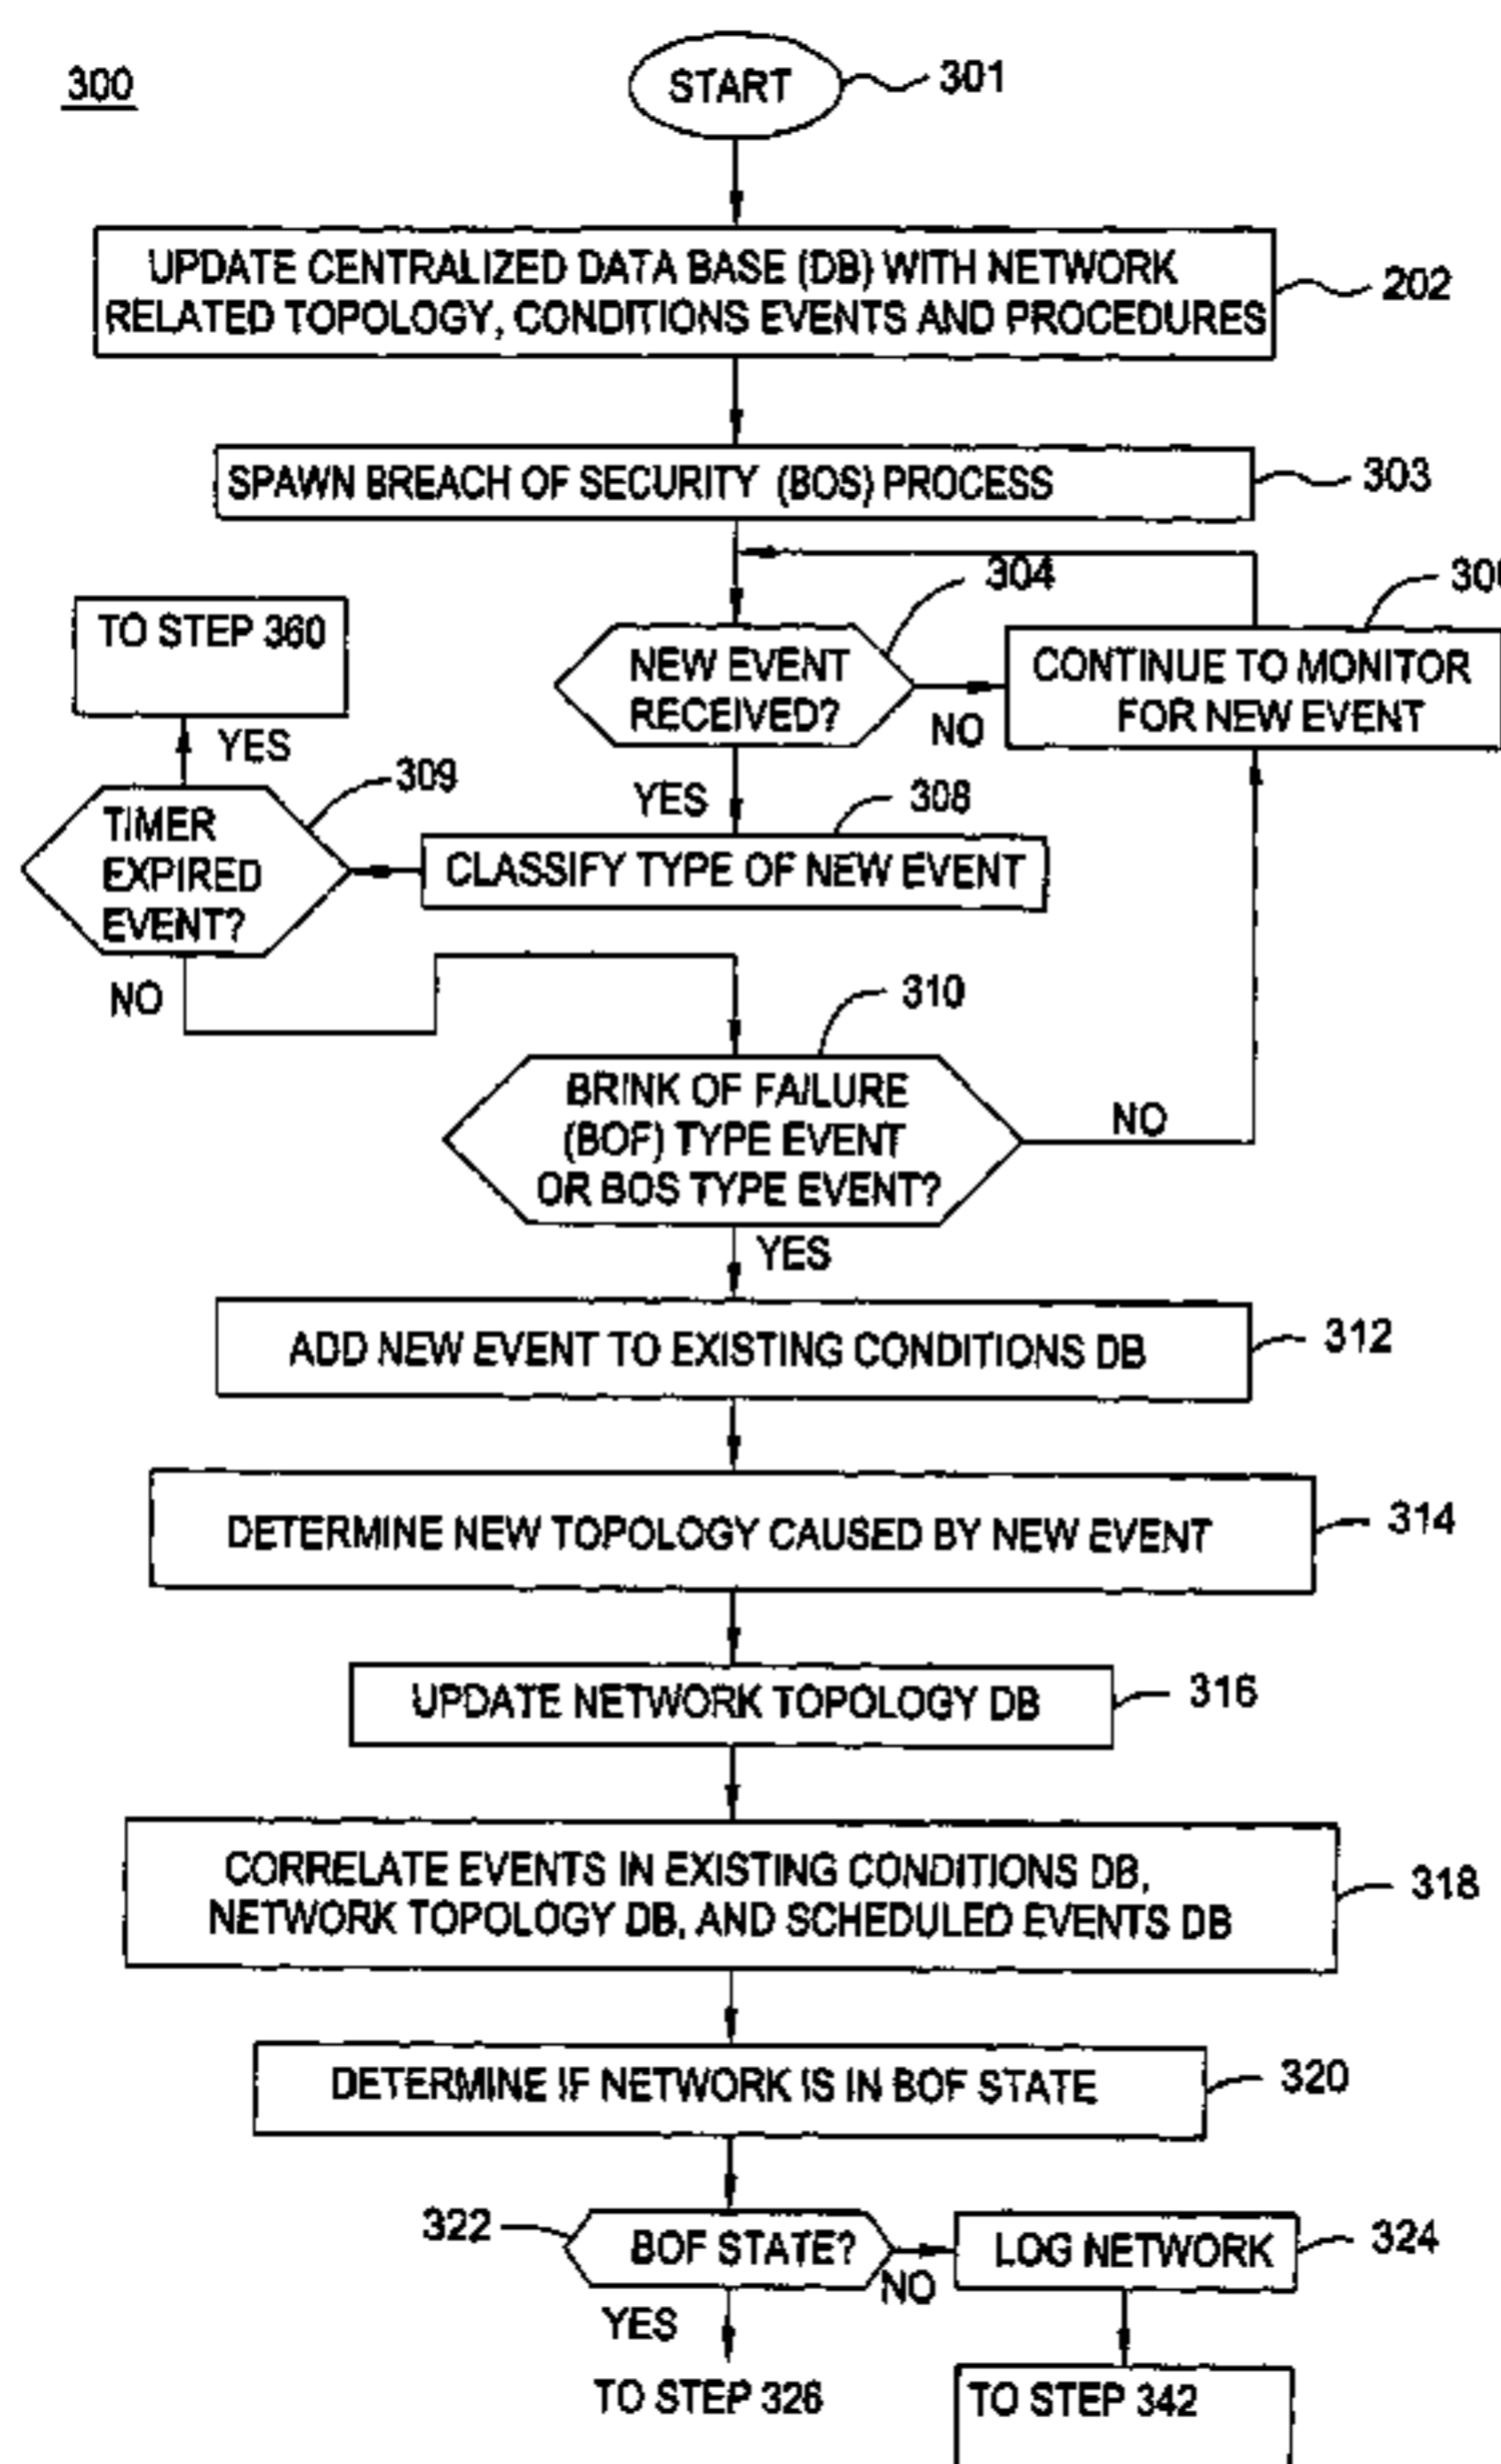 300
START
301
UPDATE CENTRALIZED DATA BASE (DB) WITH NETWORK
RELATED TOPOLOGY, CONDITIONS EVENTS AND PROCEDURES
202
SPAWN BREACH OF SECURITY (BOS) PROCESS
303
304
TO STEP 360
NEW EVENT
RECEIVED?
CONTINUE TO MONITOR
FOR NEW EVENT
NO
YES
YES
309
308
TIMER
EXPIRED
EVENT?
CLASSIFY TYPE OF NEW EVENT
NO
310
BRINK OF FAILURE
(BOF) TYPE EVENT
OR BOS TYPE EVENT?
NO
YES
ADD NEW EVENT TO EXISTING CONDITIONS DB
312
DETERMINE NEW TOPOLOGY CAUSED BY NEW EVENT
314
UPDATE NETWORK TOPOLOGY DB
316
CORRELATE EVENTS IN EXISTING CONDITIONS DB,
NETWORK TOPOLOGY DB, AND SCHEDULED EVENTS DB
318
DETERMINE IF NETWORK IS IN BOF STATE
320
322
BOF STATE?
NO
LOG NETWORK
324
YES
TO STEP 326
TO STEP 342